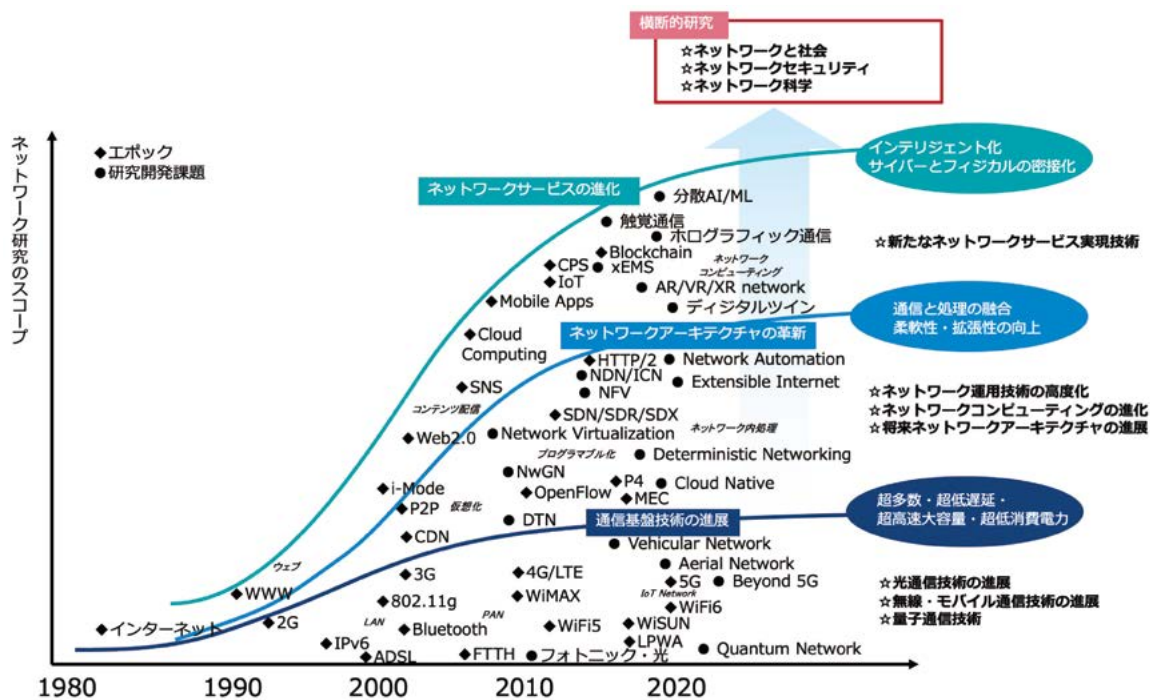 横断的研究
☆ネットワークと社会
☆ネットワークセキュリティ
☆ネットワーク科学
ネットワーク研究のスコープ
◆エポック
●研究開発課題
ネットワークサービスの進化
インテリジェント化
サイバーとフィジカルの密接化
分散AI/ML
触覚通信
ホログラフィック通信
☆新たなネットワークサービス実現技術
Blockchain
ネットワーク
コンピューティング
CPS
xEMS
IoT
AR/VR/XR network
Mobile Apps
ディジタルツイン
通信と処理の融合
柔軟性・拡張性の向上
ネットワークアーキテクチャの革新
Cloud
Computing
HTTP/2
Network Automation
NDN/ICN
Extensible Internet
SNS
NFV
☆ネットワーク運用技術の高度化
☆ネットワークコンピューティングの進化
☆将来ネットワークアーキテクチャの進展
コンテンツ配信
SDN/SDR/SDX
Web2.0
Network Virtualization
ネットワーク内処理
プログラマブル化
Deterministic Networking
NwGN
P4
Cloud Native
i-Mode
OpenFlow
MEC
P2P
仮想化
DTN
通信基盤技術の進展
超多数・超低遅延・
超高速大容量・超低消費電力
CDN
Vehicular Network
ウェブ
Aerial Network
3G
4G/LTE
5G
Beyond 5G
☆光通信技術の進展
☆無線・モバイル通信技術の進展
☆量子通信技術
WWW
802.11g
WiMAX
IoT Network
WiFi6
PAN
LAN
インターネット
2G
Bluetooth
WiFi5
WiSUN
IPv6
LPWA
ADSL
FTTH
フォトニック・光
Quantum Network
1980
1990
2000
2010
2020